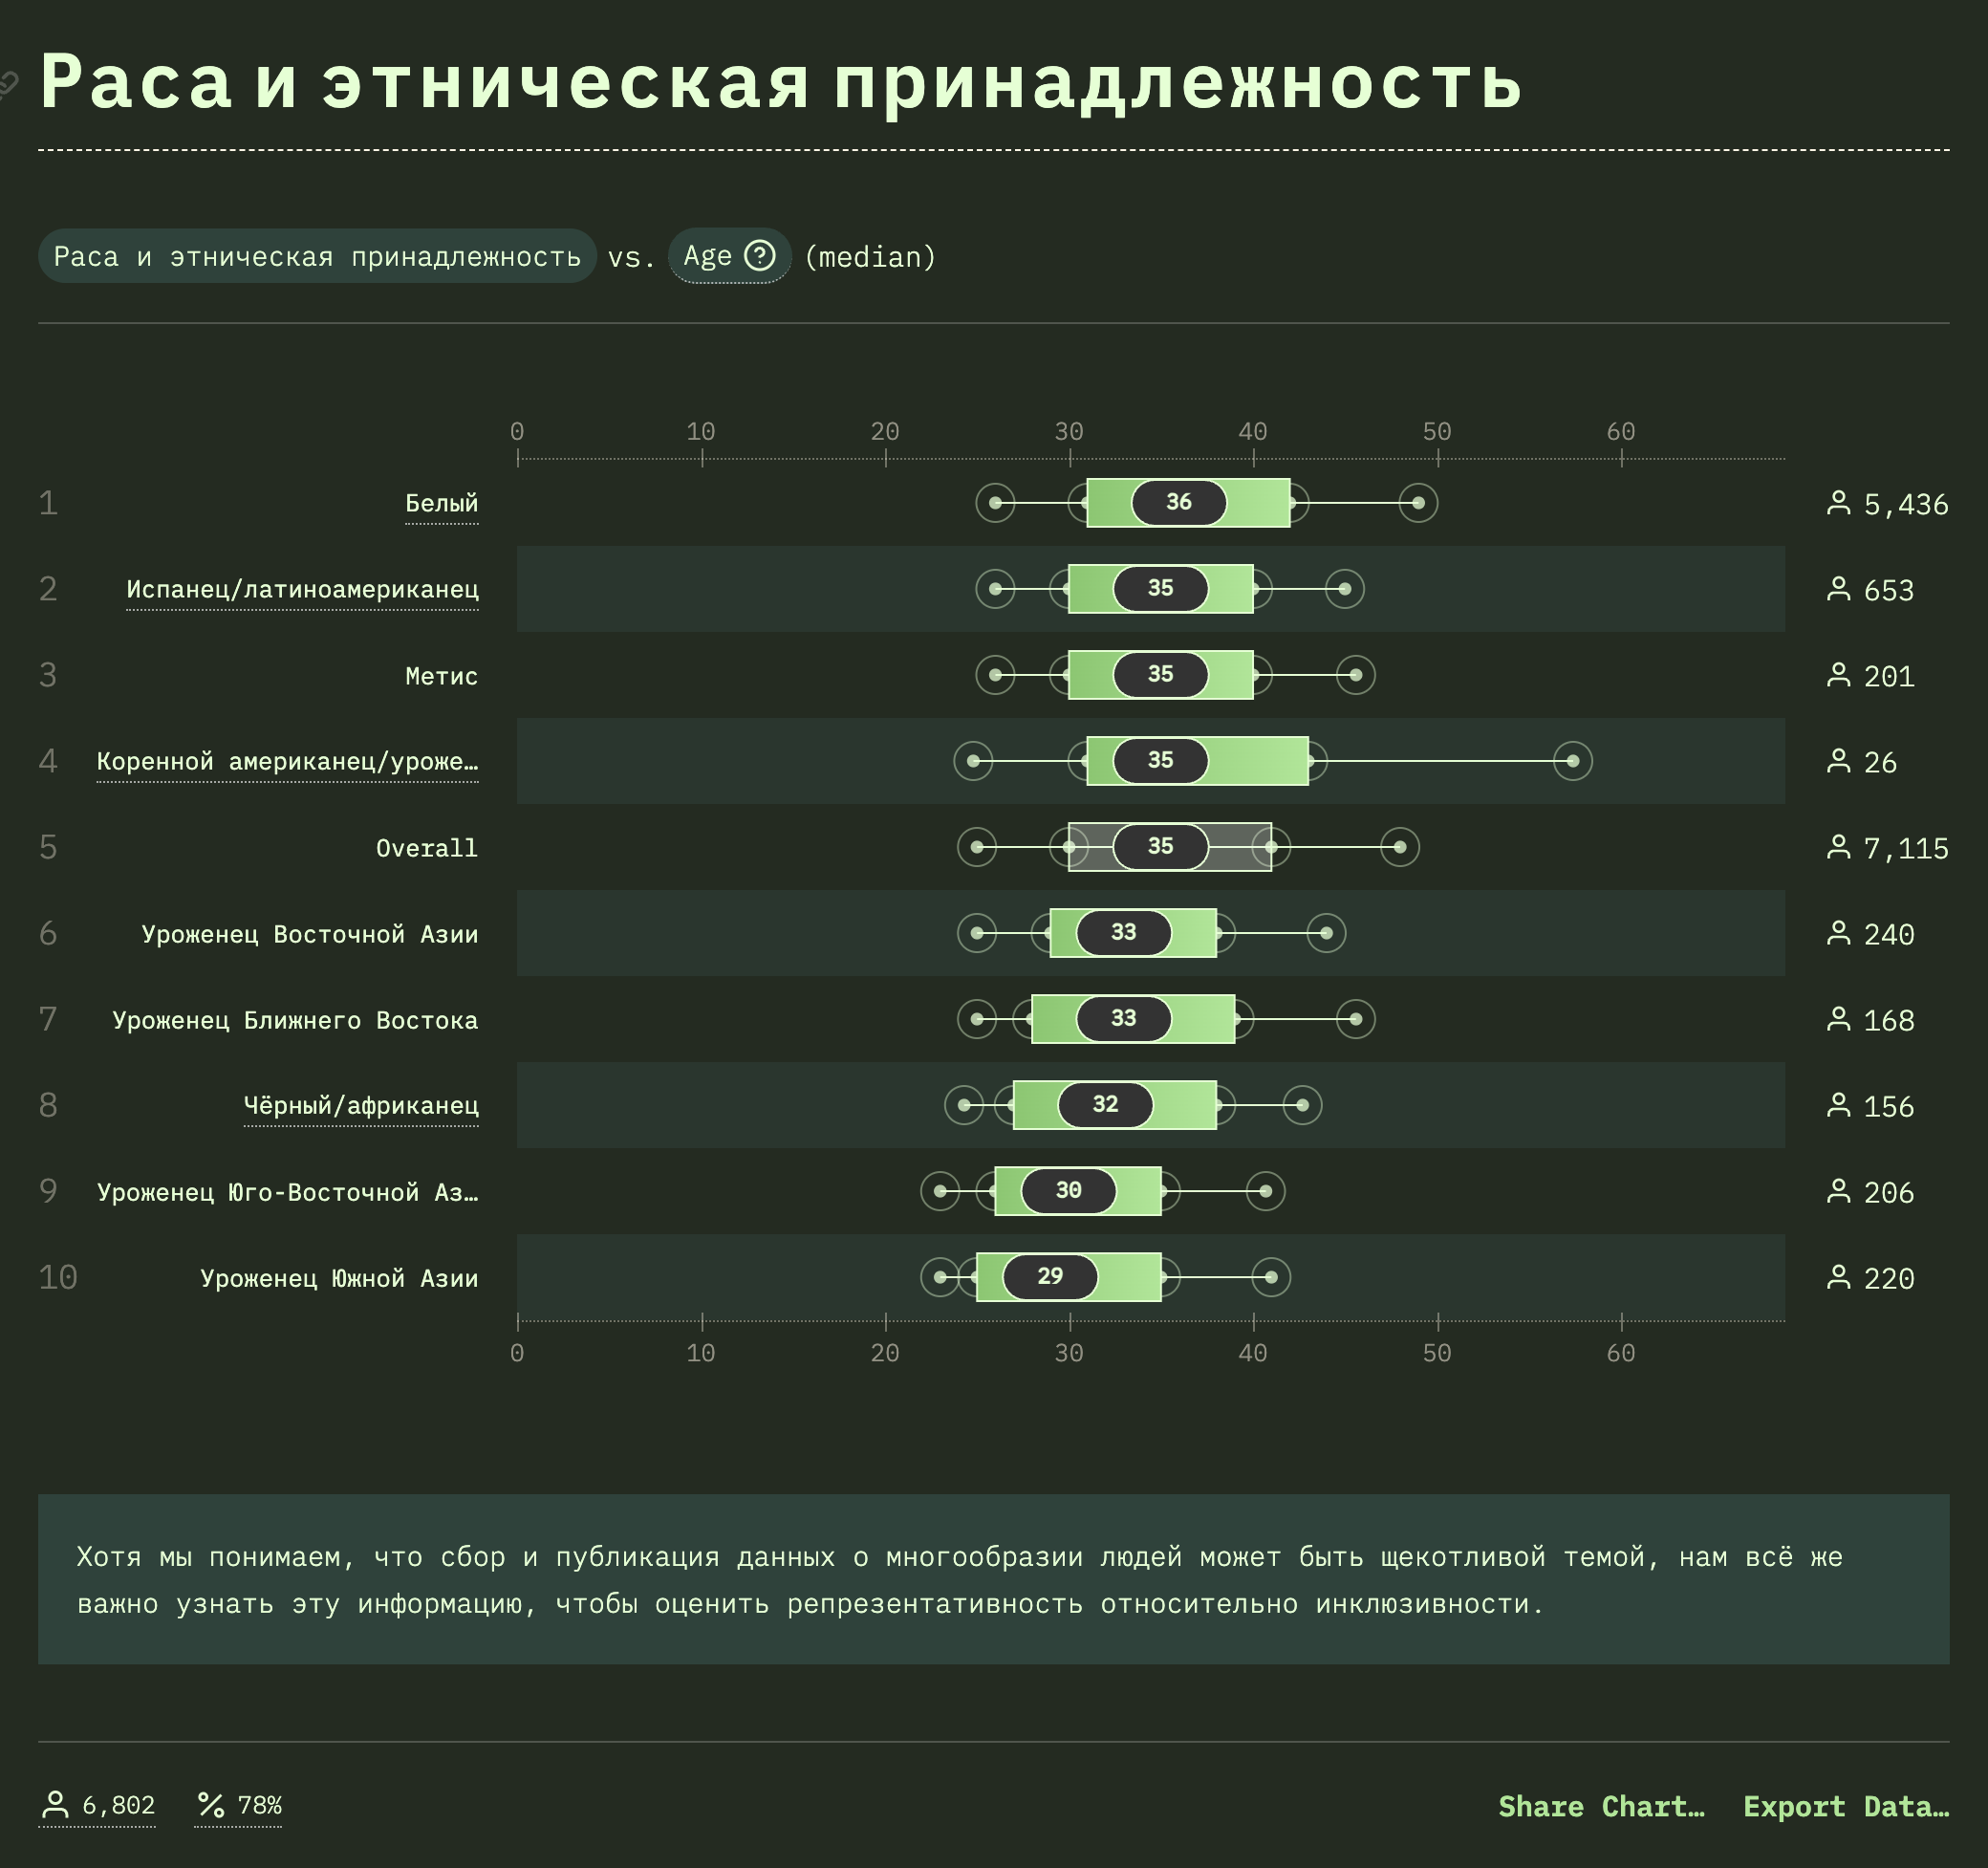 Раса и этническая принадлежность
Раса и этническая принадлежность vs. Age (median)
0 10 20 30 40 50 60
1 Белый 36 5,436
2 Испанец/латиноамериканец 35 653
3 Метис 35 201
4 Коренной американец/уроже… 35 26
5 Overall 35 7,115
6 Уроженец Восточной Азии 33 240
7 Уроженец Ближнего Востока 33 168
8 Чёрный/африканец 32 156
9 Уроженец Юго-Восточной Аз… 30 206
10 Уроженец Южной Азии 29 220
0 10 20 30 40 50 60
Хотя мы понимаем, что сбор и публикация данных о многообразии людей может быть щекотливой темой, нам всё же
важно узнать эту информацию, чтобы оценить репрезентативность относительно инклюзивности.
6,802 78% Share Chart… Export Data…